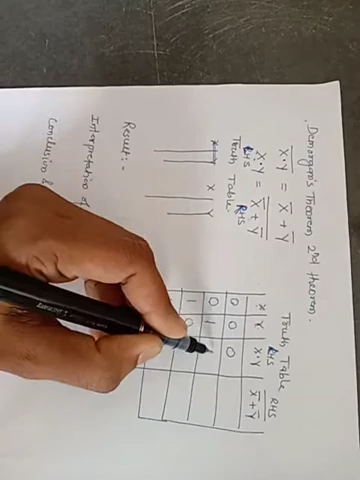 Demorgan's Theorem 2nd theorem.
X̅·̅Y̅ = X̅ + Y̅
X·Y = X̿ ̿+̿ Y̿
LHS RHS
Truth Table
X Y
Result:-
Interpretation of
Conclusion &
Truth Table
LHS RHS
X Y X·Y X̅+Y̅
0 0 0
0 1
1 0